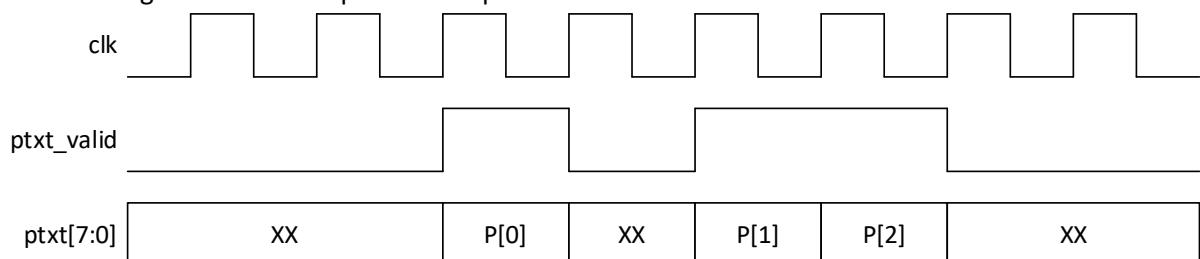 clk
ptxt_valid
ptxt[7:0] XX P[0] XX P[1] P[2] XX